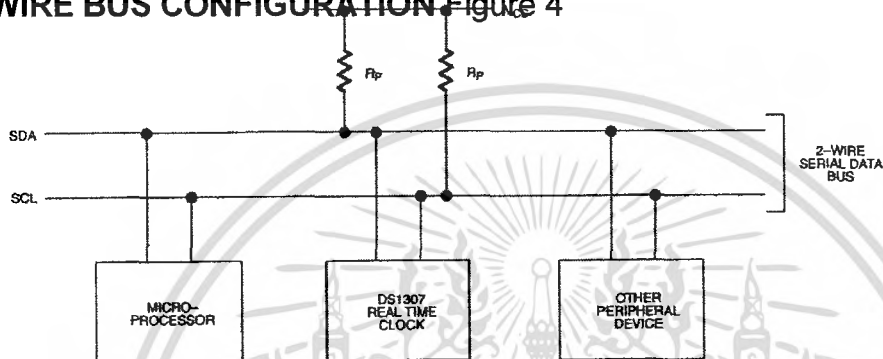 WIRE BUS CONFIGURATION Figure 4
Vcc
RP
RP
SDA
SCL
2–WIRE
SERIAL DATA
BUS
MICRO–
PROCESSOR
DS1307
REAL TIME
CLOCK
OTHER
PERIPHERAL
DEVICE